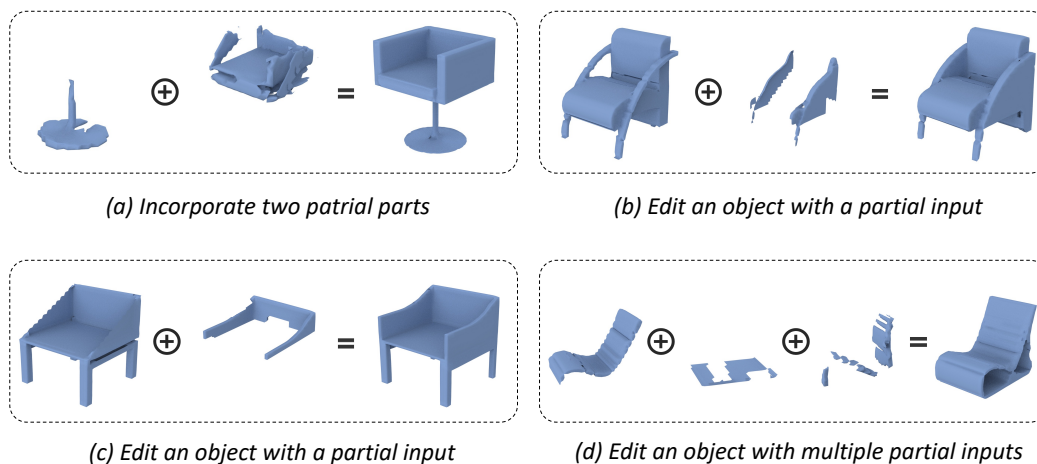 (a) Incorporate two patrial parts
(b) Edit an object with a partial input
(c) Edit an object with a partial input
(d) Edit an object with multiple partial inputs